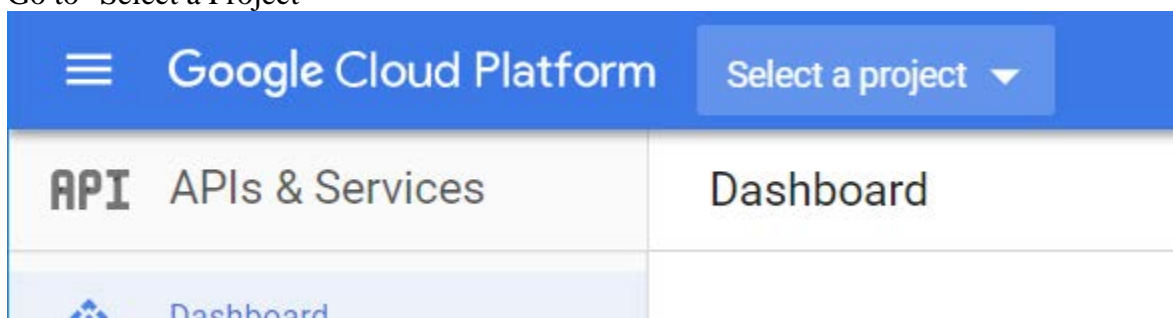 Go to "Select a Project"
Google Cloud Platform Select a project
API APIs & Services Dashboard
Dashboard